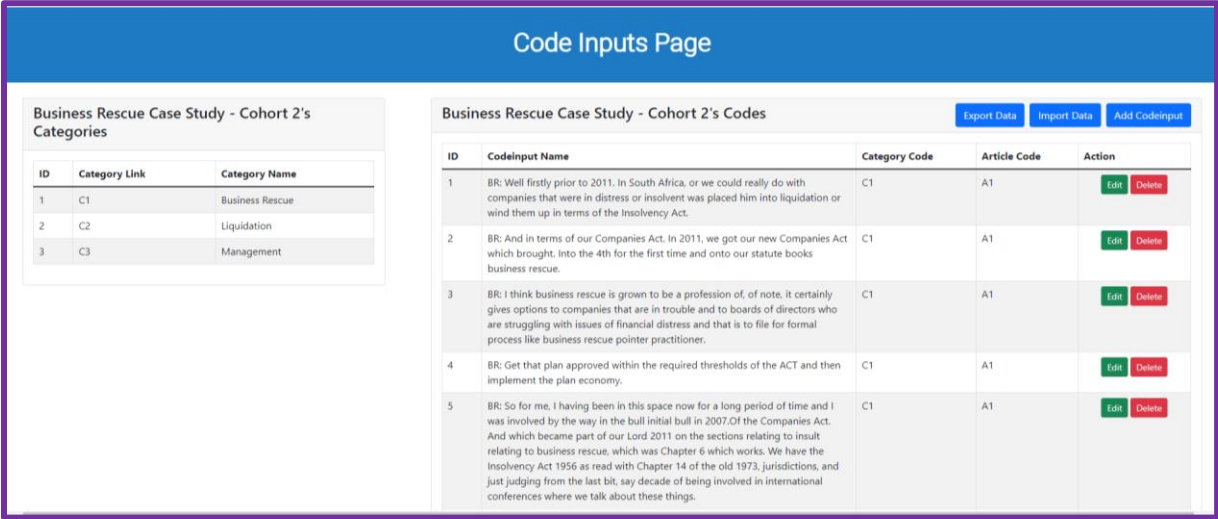 Code Inputs Page
Business Rescue Case Study - Cohort 2's
Categories
ID Category Link Category Name
1 C1 Business Rescue
2 C2 Liquidation
3 C3 Management
Business Rescue Case Study - Cohort 2's Codes
Export Data Import Data Add Codeinput
ID Codeinput Name Category Code Article Code Action
1 BR: Well firstly prior to 2011. In South Africa, or we could really do with C1 A1 Edit Delete
companies that were in distress or insolvent was placed him into liquidation or
wind them up in terms of the Insolvency Act.
2 BR: And in terms of our Companies Act. In 2011, we got our new Companies Act C1 A1 Edit Delete
which brought. Into the 4th for the first time and onto our statute books
business rescue.
3 BR: I think business rescue is grown to be a profession of, of note, it certainly C1 A1 Edit Delete
gives options to companies that are in trouble and to boards of directors who
are struggling with issues of financial distress and that is to file for formal
process like business rescue pointer practitioner.
4 BR: Get that plan approved within the required thresholds of the ACT and then C1 A1 Edit Delete
implement the plan economy.
5 BR: So for me, I having been in this space now for a long period of time and I C1 A1 Edit Delete
was involved by the way in the bull initial bull in 2007.Of the Companies Act.
And which became part of our Lord 2011 on the sections relating to insult
relating to business rescue, which was Chapter 6 which works. We have the
Insolvency Act 1956 as read with Chapter 14 of the old 1973, jurisdictions, and
just judging from the last bit, say decade of being involved in international
conferences where we talk about these things.